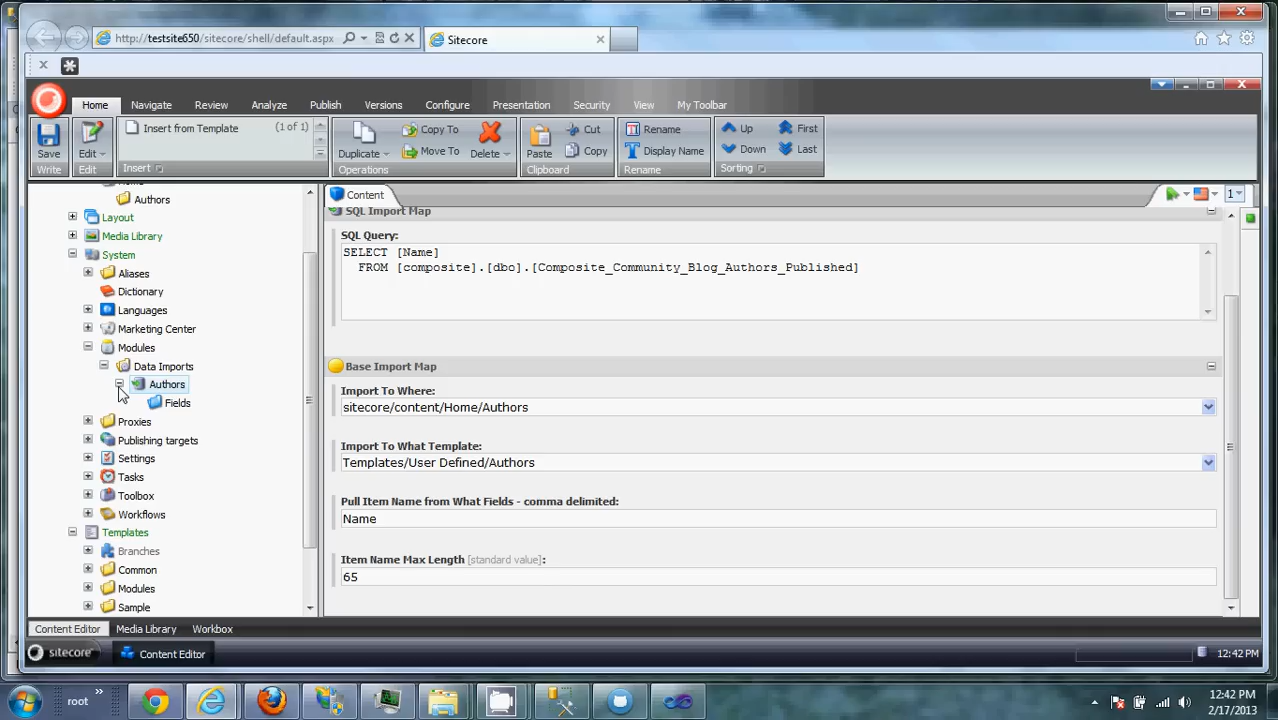 http://testsite650/sitecore/shell/default.aspx
Sitecore
Home Navigate Review Analyze Publish Versions Configure Presentation Security View My Toolbar
Save
Write
Edit
Edit
Insert from Template (1 of 1)
Insert
Duplicate
Copy To
Move To
Delete
Operations
Paste
Cut
Copy
Clipboard
Rename
Display Name
Rename
Up
Down
First
Last
Sorting
Home
Authors
Layout
Media Library
System
Aliases
Dictionary
Languages
Marketing Center
Modules
Data Imports
Authors
Fields
Proxies
Publishing targets
Settings
Tasks
Toolbox
Workflows
Templates
Branches
Common
Modules
Sample
Content
1
SQL Import Map
SQL Query:
SELECT [Name]
FROM [composite].[dbo].[Composite_Community_Blog_Authors_Published]
Base Import Map
Import To Where:
sitecore/content/Home/Authors
Import To What Template:
Templates/User Defined/Authors
Pull Item Name from What Fields - comma delimited:
Name
Item Name Max Length [standard value]:
65
Content Editor Media Library Workbox
sitecore Content Editor 12:42 PM
root
12:42 PM
2/17/2013